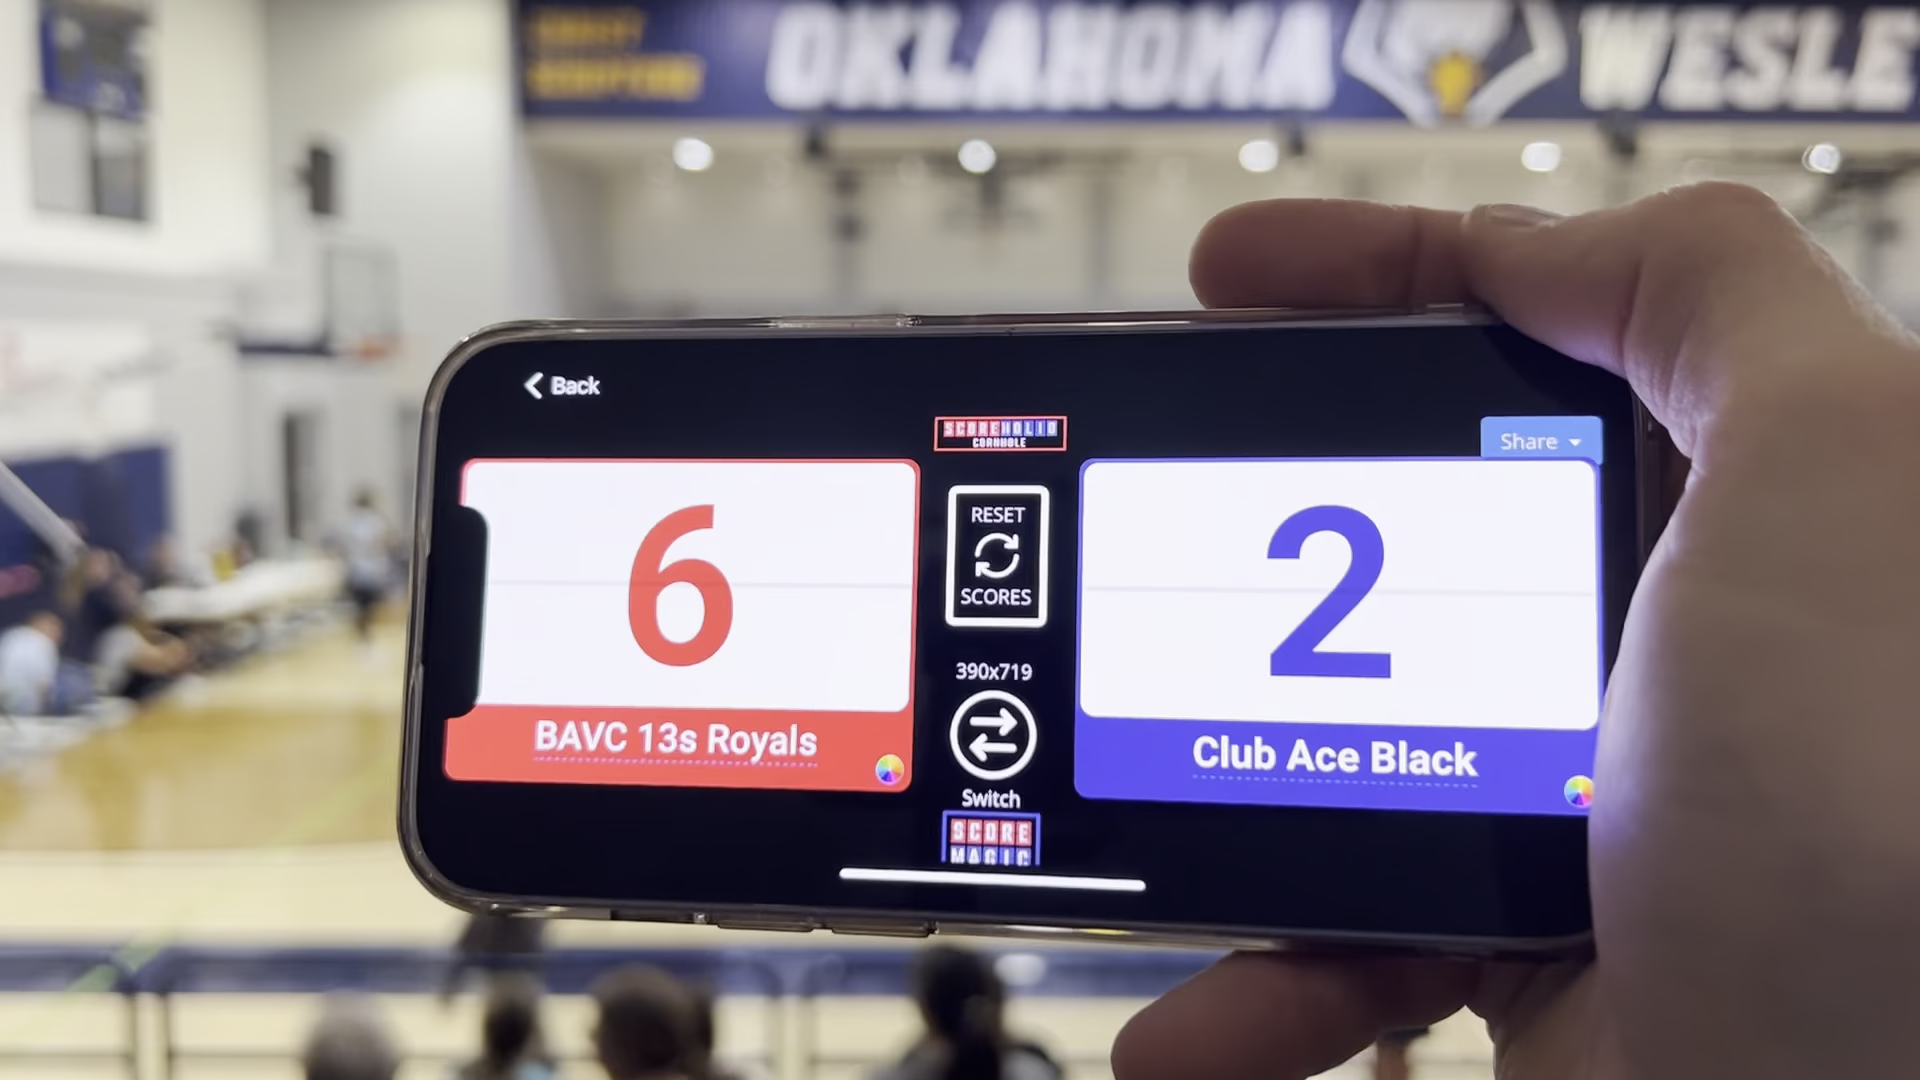 OKLAHOMA WESLE
Back
SCOREHOLIO
CORNHOLE
Share
6
RESET
SCORES
2
390x719
BAVC 13s Royals
Club Ace Black
Switch
SCORE
MAGIC